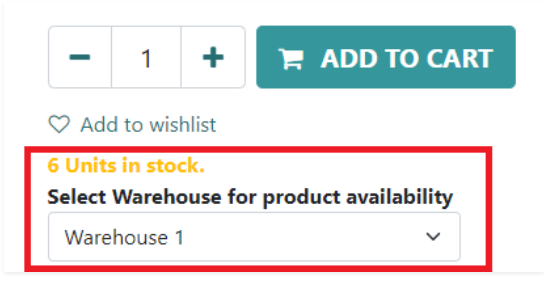 1
ADD TO CART
Add to wishlist
6 Units in stock.
Select Warehouse for product availability
Warehouse 1